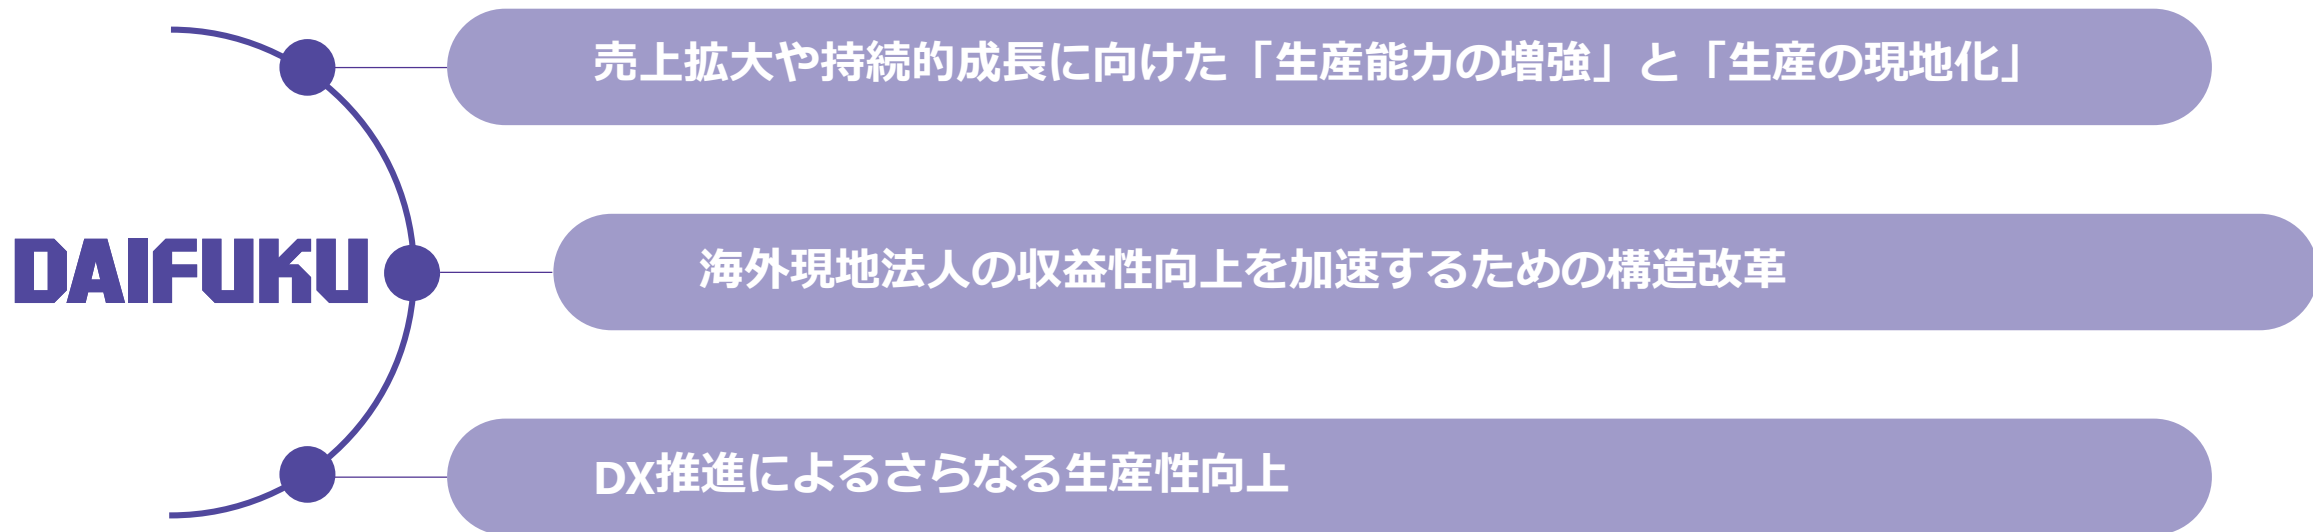 売上拡大や持続的成長に向けた「生産能力の増強」と「生産の現地化」
DAIFUKU
海外現地法人の収益性向上を加速するための構造改革
DX推進によるさらなる生産性向上